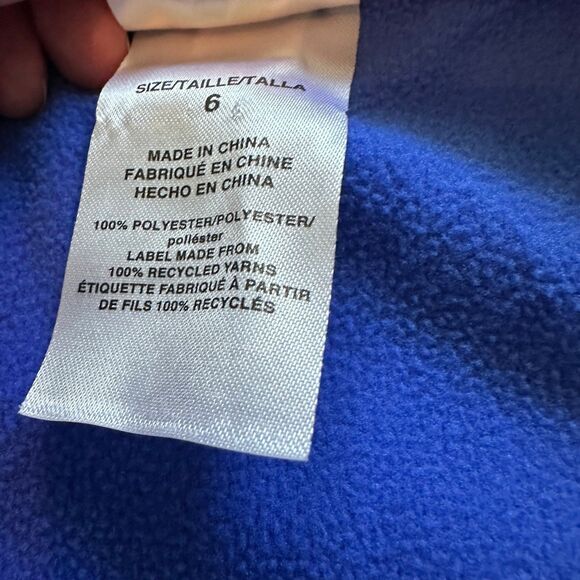 SIZE/TAILLE/TALLA
6
MADE IN CHINA
FABRIQUÉ EN CHINE
HECHO EN CHINA
100% POLYESTER/POLYESTER/
poliéster
LABEL MADE FROM
100% RECYCLED YARNS
ÉTIQUETTE FABRIQUÉ À PARTIR
DE FILS 100% RECYCLÉS